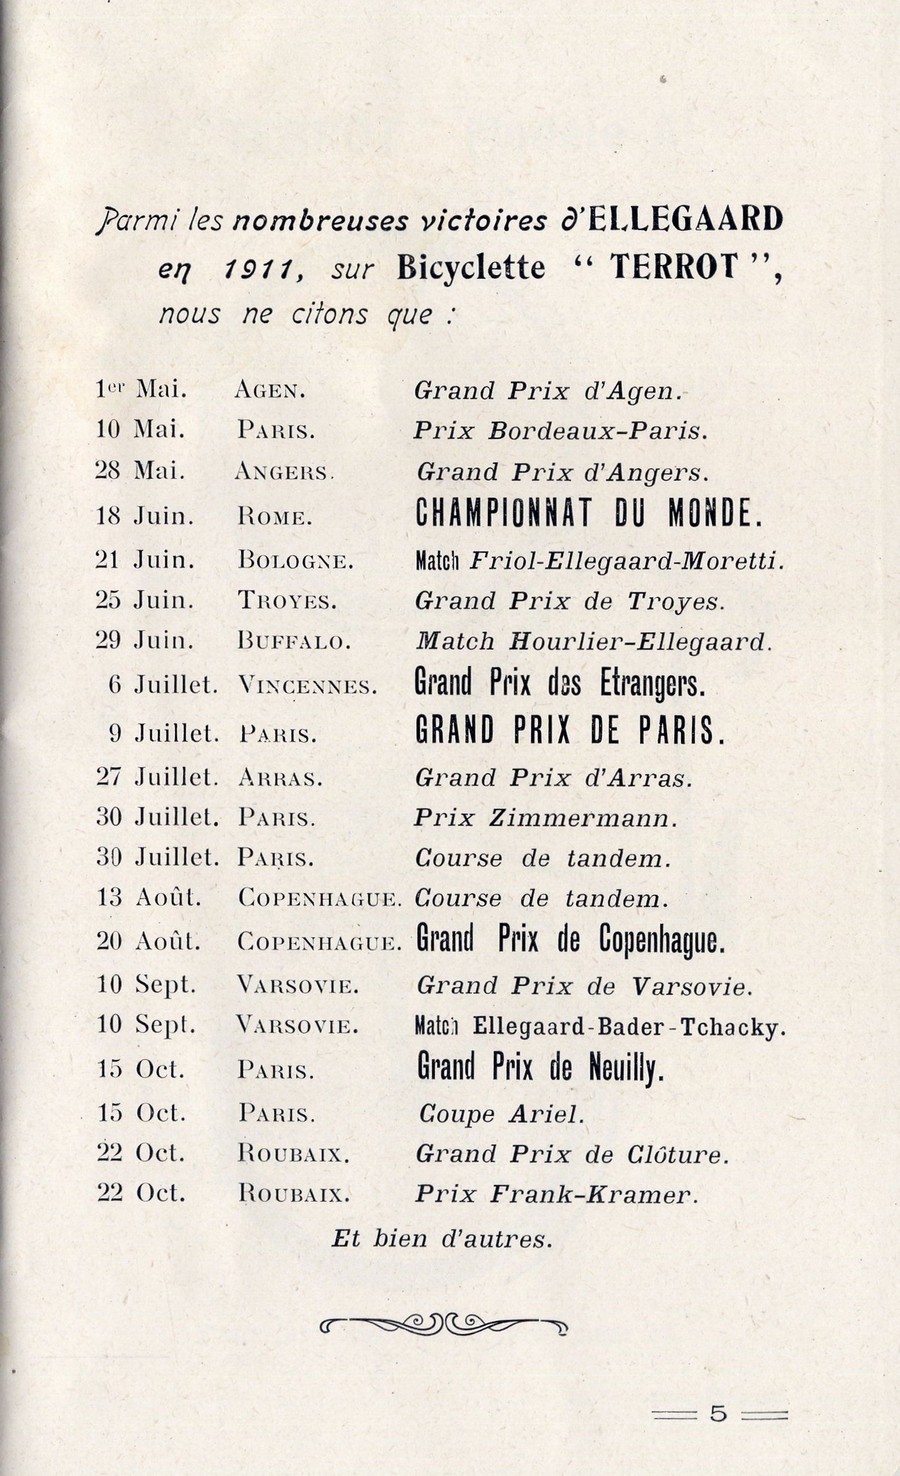 Parmi les nombreuses victoires d'ELLEGAARD
en 1911, sur Bicyclette “ TERROT ”,
nous ne citons que :
1er Mai. AGEN. Grand Prix d'Agen.
10 Mai. PARIS. Prix Bordeaux-Paris.
28 Mai. ANGERS. Grand Prix d'Angers.
18 Juin. ROME. CHAMPIONNAT DU MONDE.
21 Juin. BOLOGNE. Match Friol-Ellegaard-Moretti.
25 Juin. TROYES. Grand Prix de Troyes.
29 Juin. BUFFALO. Match Hourlier-Ellegaard.
6 Juillet. VINCENNES. Grand Prix des Etrangers.
9 Juillet. PARIS. GRAND PRIX DE PARIS.
27 Juillet. ARRAS. Grand Prix d'Arras.
30 Juillet. PARIS. Prix Zimmermann.
30 Juillet. PARIS. Course de tandem.
13 Août. COPENHAGUE. Course de tandem.
20 Août. COPENHAGUE. Grand Prix de Copenhague.
10 Sept. VARSOVIE. Grand Prix de Varsovie.
10 Sept. VARSOVIE. Match Ellegaard-Bader-Tchacky.
15 Oct. PARIS. Grand Prix de Neuilly.
15 Oct. PARIS. Coupe Ariel.
22 Oct. ROUBAIX. Grand Prix de Clôture.
22 Oct. ROUBAIX. Prix Frank-Kramer.
Et bien d'autres.
5